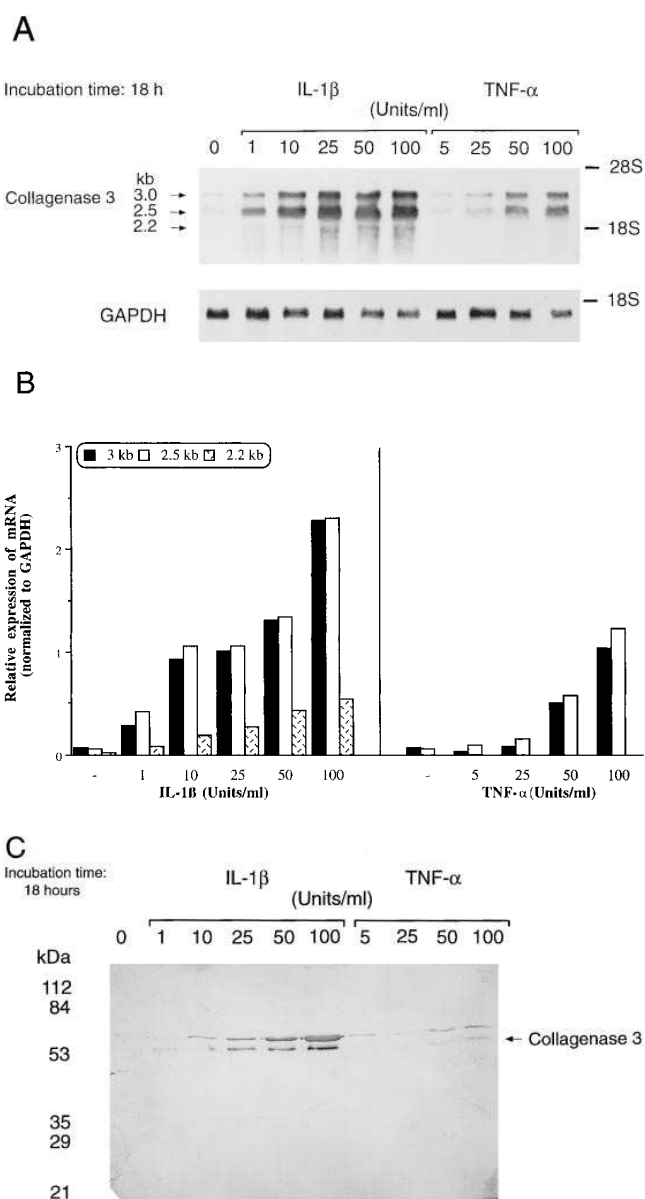 A
Incubation time: 18 h
IL-1β TNF-α
(Units/ml)
0 1 10 25 50 100 5 25 50 100
28S
kb
Collagenase 3
3.0
2.5
2.2
18S
18S
GAPDH
B
Relative expression of mRNA
(normalized to GAPDH)
3
2
1
0
3 kb 2.5 kb 2.2 kb
- 1 10 25 50 100 - 5 25 50 100
IL-1ß (Units/ml) TNF-α(Units/ml)
C
Incubation time:
18 hours
IL-1β TNF-α
(Units/ml)
0 1 10 25 50 100 5 25 50 100
kDa
112
84
53
35
29
21
Collagenase 3